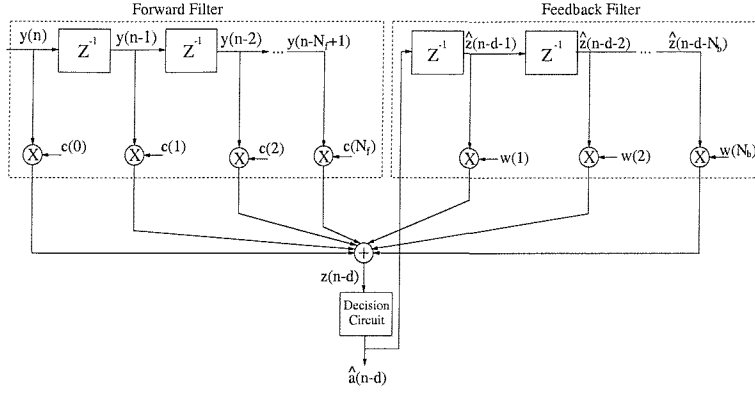 Forward Filter
Feedback Filter
y(n) Z⁻¹ y(n-1) Z⁻¹ y(n-2) ... y(n-N_f+1)
Z⁻¹ ẑ(n-d-1) Z⁻¹ ẑ(n-d-2) ... ẑ(n-d-N_b)
X c(0) X c(1) X c(2) X c(N_f)
X w(1) X w(2) X w(N_b)
+
z(n-d)
Decision
Circuit
â(n-d)